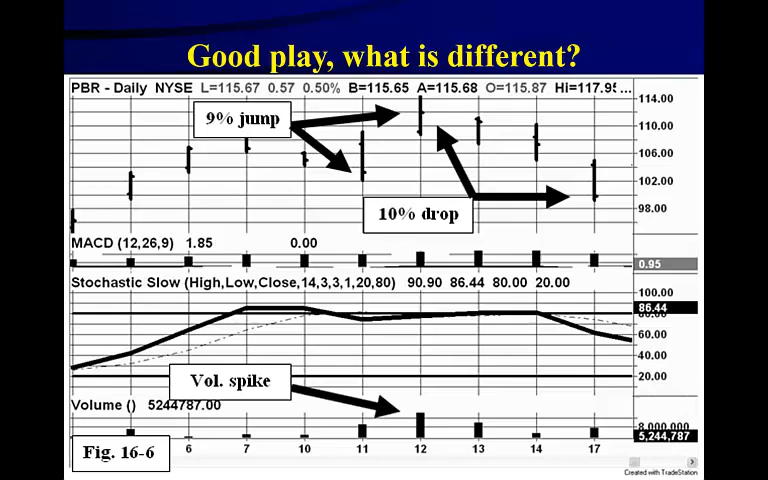 Good play, what is different?
PBR - Daily NYSE L=115.67 0.57 0.50% B=115.65 A=115.68 O=115.87 Hi=117.95 ...
114.00
9% jump
110.00
106.00
102.00
10% drop
98.00
MACD (12,26,9) 1.85 0.00
0.95
Stochastic Slow (High,Low,Close,14,3,3,1,20,80) 90.90 86.44 80.00 20.00
100.00
86.44
80.00
60.00
40.00
Vol. spike
20.00
Volume () 5244787.00
8,000,000
5,244,787
Fig. 16-6
6 7 10 11 12 13 14 17
Created with TradeStation